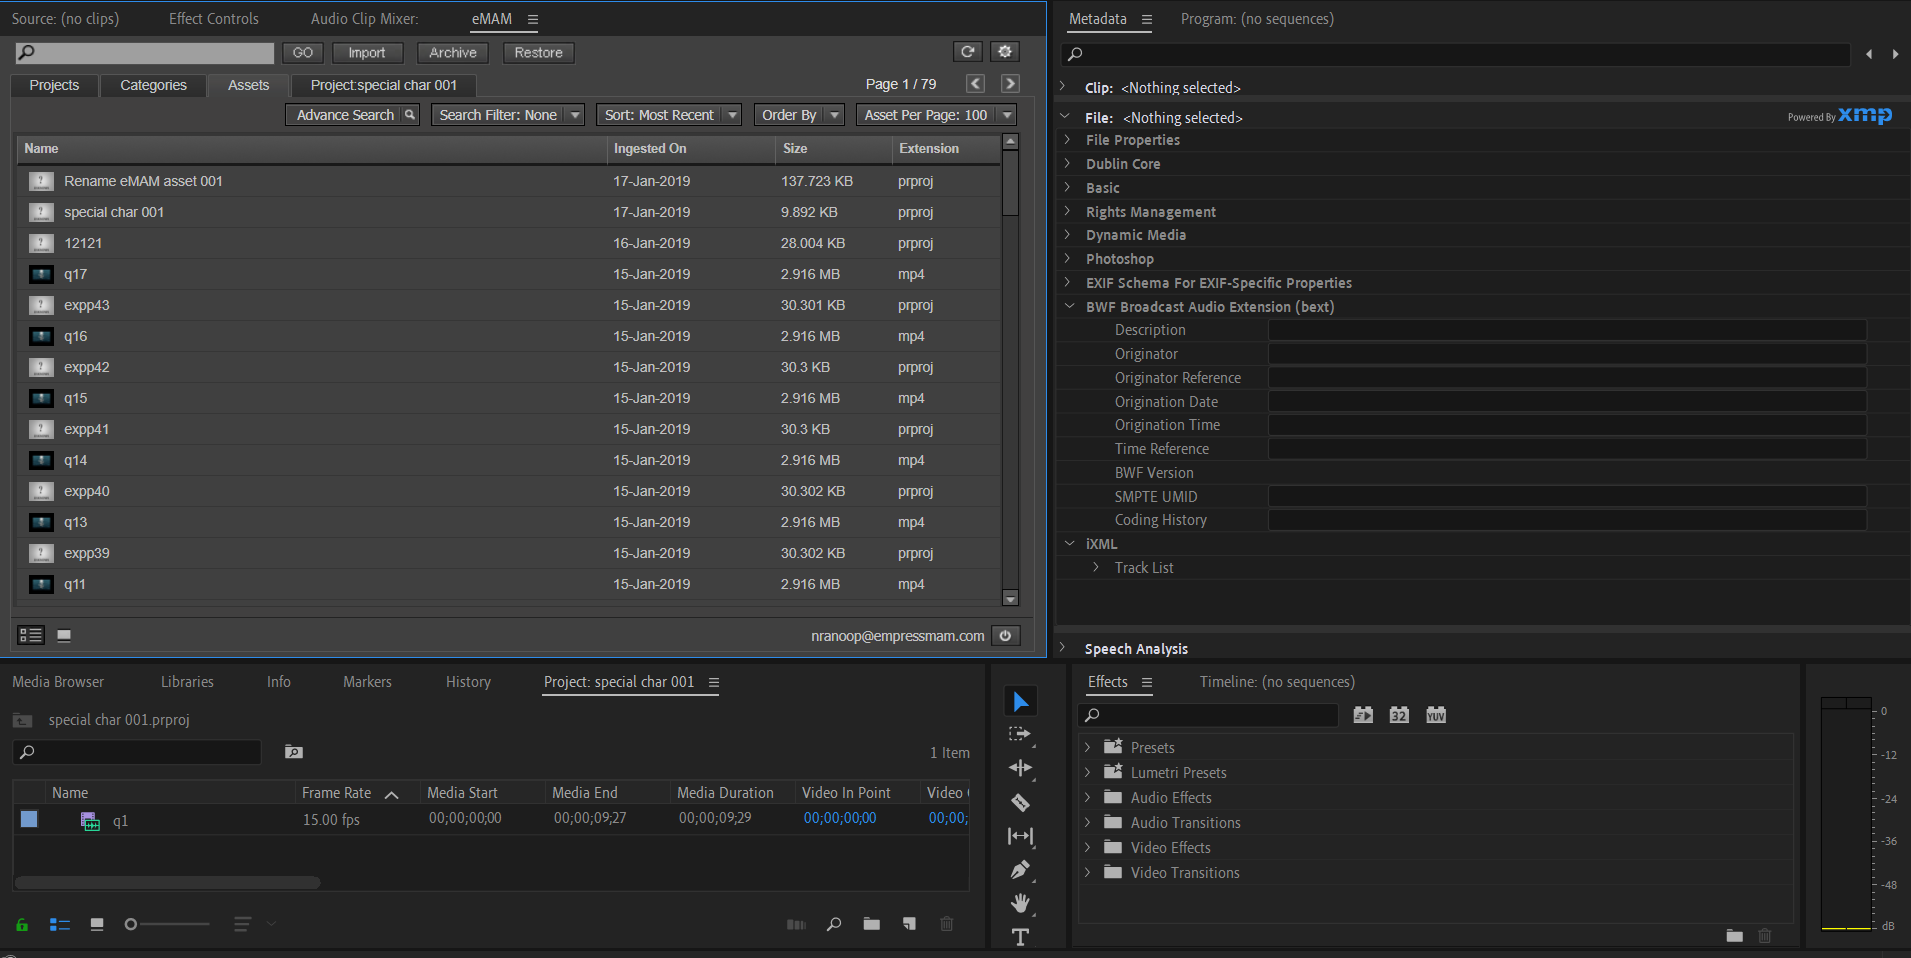 Source: (no clips) Effect Controls Audio Clip Mixer: eMAM
GO Import Archive Restore
Projects Categories Assets Project:special char 001 Page 1 / 79
Advance Search Search Filter: None Sort: Most Recent Order By Asset Per Page: 100
Name Ingested On Size Extension
Rename eMAM asset 001 17-Jan-2019 137.723 KB prproj
special char 001 17-Jan-2019 9.892 KB prproj
12121 16-Jan-2019 28.004 KB prproj
q17 15-Jan-2019 2.916 MB mp4
expp43 15-Jan-2019 30.301 KB prproj
q16 15-Jan-2019 2.916 MB mp4
expp42 15-Jan-2019 30.3 KB prproj
q15 15-Jan-2019 2.916 MB mp4
expp41 15-Jan-2019 30.3 KB prproj
q14 15-Jan-2019 2.916 MB mp4
expp40 15-Jan-2019 30.302 KB prproj
q13 15-Jan-2019 2.916 MB mp4
expp39 15-Jan-2019 30.302 KB prproj
q11 15-Jan-2019 2.916 MB mp4
nranoop@empressmam.com
Metadata Program: (no sequences)
Clip: <Nothing selected>
File: <Nothing selected> Powered By xmp
File Properties
Dublin Core
Basic
Rights Management
Dynamic Media
Photoshop
EXIF Schema For EXIF-Specific Properties
BWF Broadcast Audio Extension (bext)
Description
Originator
Originator Reference
Origination Date
Origination Time
Time Reference
BWF Version
SMPTE UMID
Coding History
iXML
Track List
Speech Analysis
Media Browser Libraries Info Markers History Project: special char 001
special char 001.prproj
1 Item
Name Frame Rate Media Start Media End Media Duration Video In Point Video
q1 15.00 fps 00;00;00;00 00;00;09;27 00;00;09;29 00;00;00;00 00;00;
T
Effects Timeline: (no sequences)
32 YUV
Presets
Lumetri Presets
Audio Effects
Audio Transitions
Video Effects
Video Transitions
0
-12
-24
-36
-48
dB